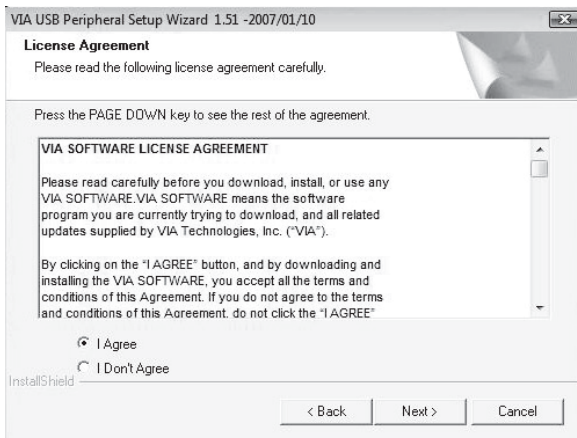 VIA USB Peripheral Setup Wizard 1.51 -2007/01/10
License Agreement
Please read the following license agreement carefully.
Press the PAGE DOWN key to see the rest of the agreement.
VIA SOFTWARE LICENSE AGREEMENT
Please read carefully before you download, install, or use any
VIA SOFTWARE.VIA SOFTWARE means the software
program you are currently trying to download, and all related
updates supplied by VIA Technologies, Inc. (“VIA”).
By clicking on the “I AGREE” button, and by downloading and
installing the VIA SOFTWARE, you accept all the terms and
conditions of this Agreement. If you do not agree to the terms
and conditions of this Agreement, do not click the “I AGREE”
I Agree
I Don't Agree
InstallShield
< Back
Next >
Cancel